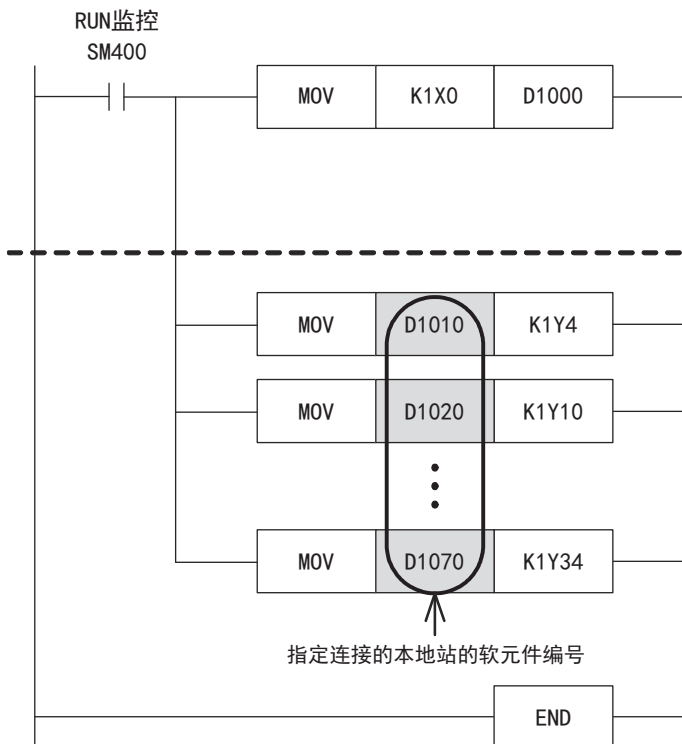 RUN监控
SM400
MOV K1X0 D1000
MOV D1010 K1Y4
MOV D1020 K1Y10
MOV D1070 K1Y34
指定连接的本地站的软元件编号
END